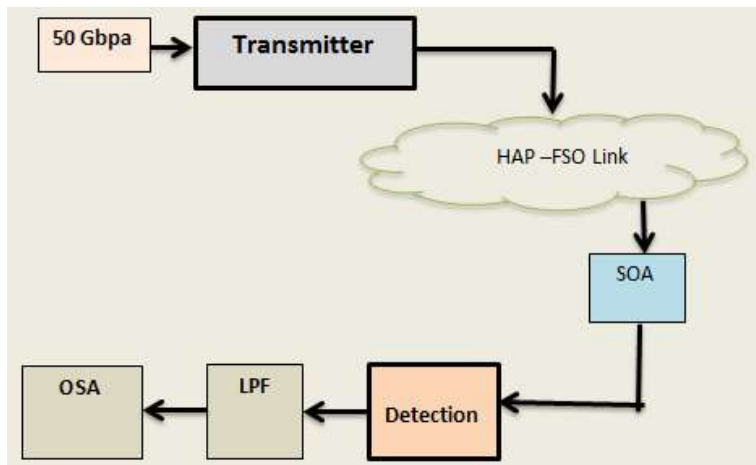 50 Gbpa
Transmitter
HAP –FSO Link
SOA
Detection
LPF
OSA